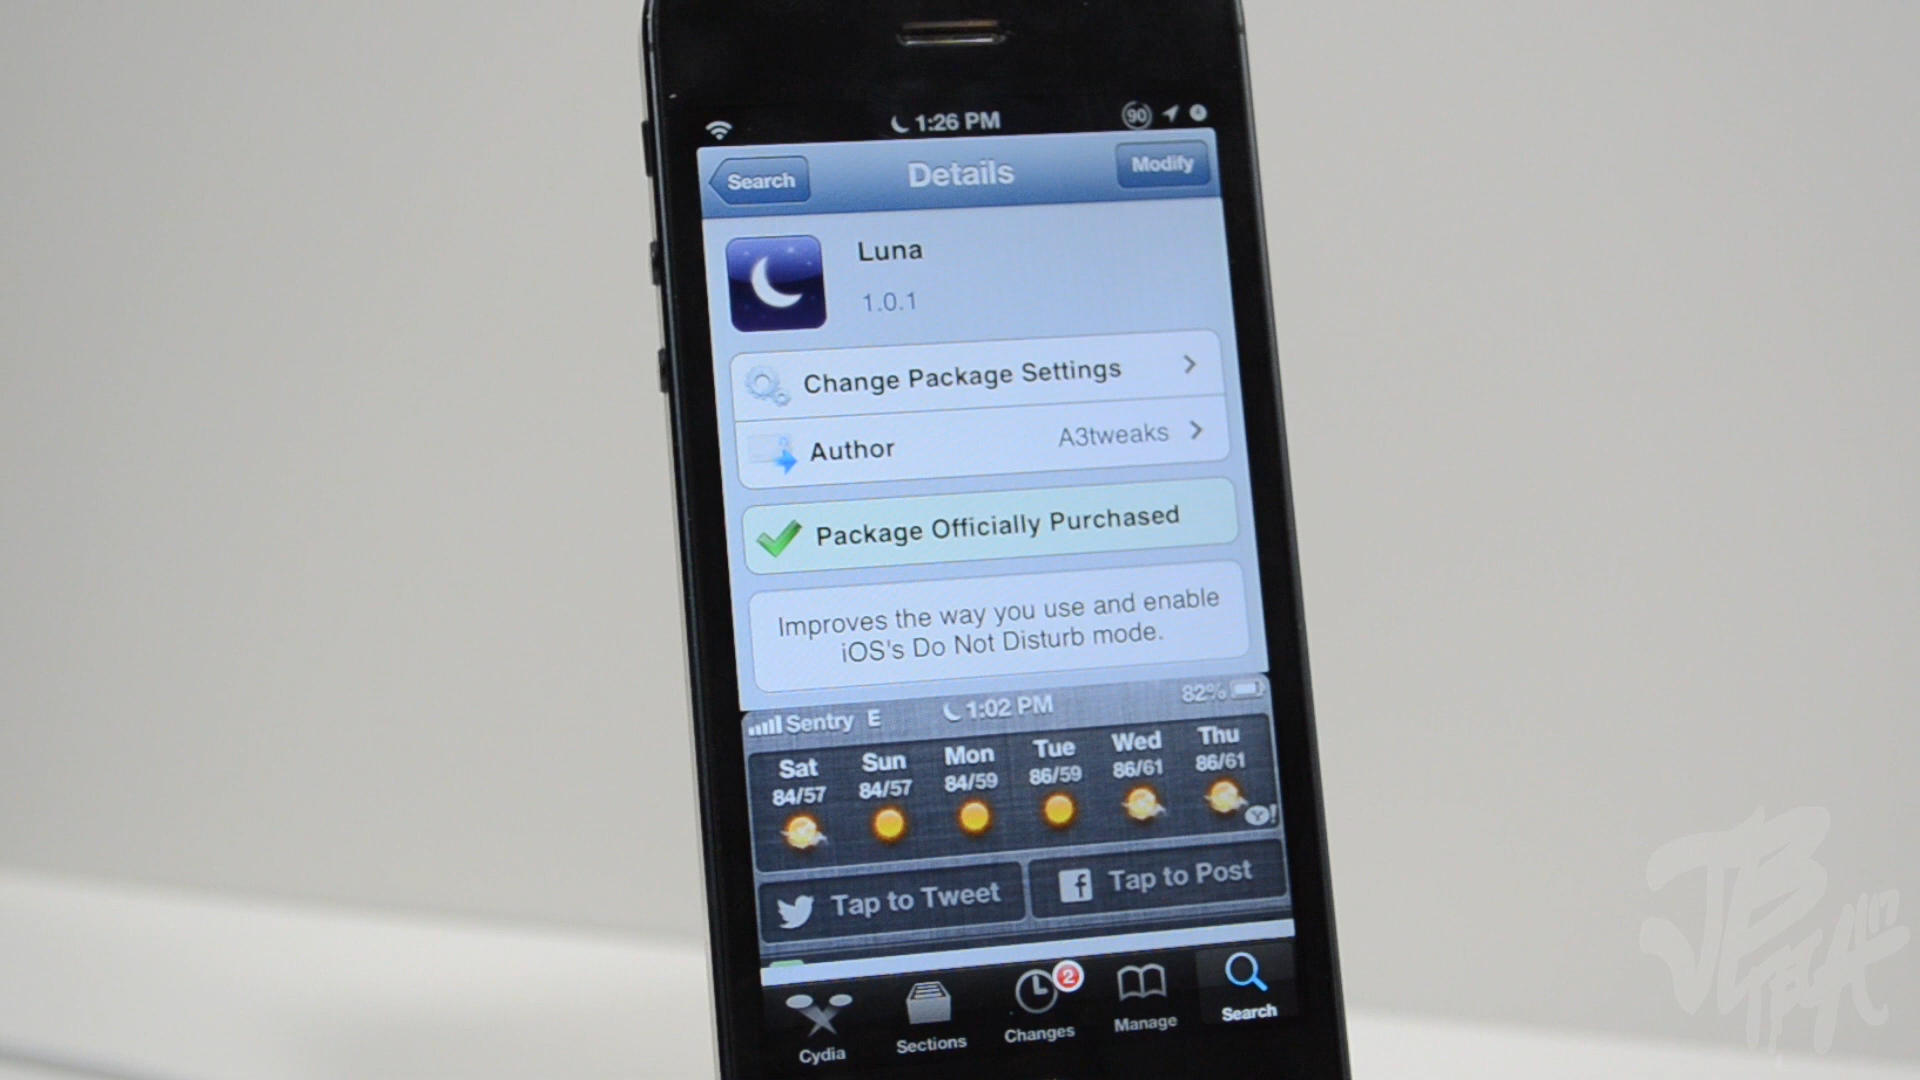 1:26 PM
90
Search
Details
Modify
Luna
1.0.1
Change Package Settings
Author
A3tweaks
Package Officially Purchased
Improves the way you use and enable
iOS's Do Not Disturb mode.
Sentry E 1:02 PM 82%
Sat Sun Mon Tue Wed Thu
84/57 84/57 84/59 86/59 86/61 86/61
Y!
Tap to Tweet
Tap to Post
2
Cydia Sections Changes Manage Search